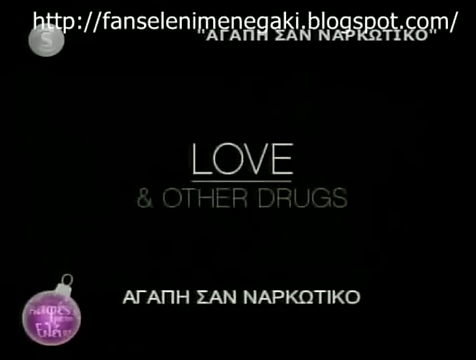 http://fanselenimenegaki.blogspot.com/
"ΑΓΑΠΗ ΣΑΝ ΝΑΡΚΩΤΙΚΟ"
S
LOVE
& OTHER DRUGS
ΑΓΑΠΗ ΣΑΝ ΝΑΡΚΩΤΙΚΟ